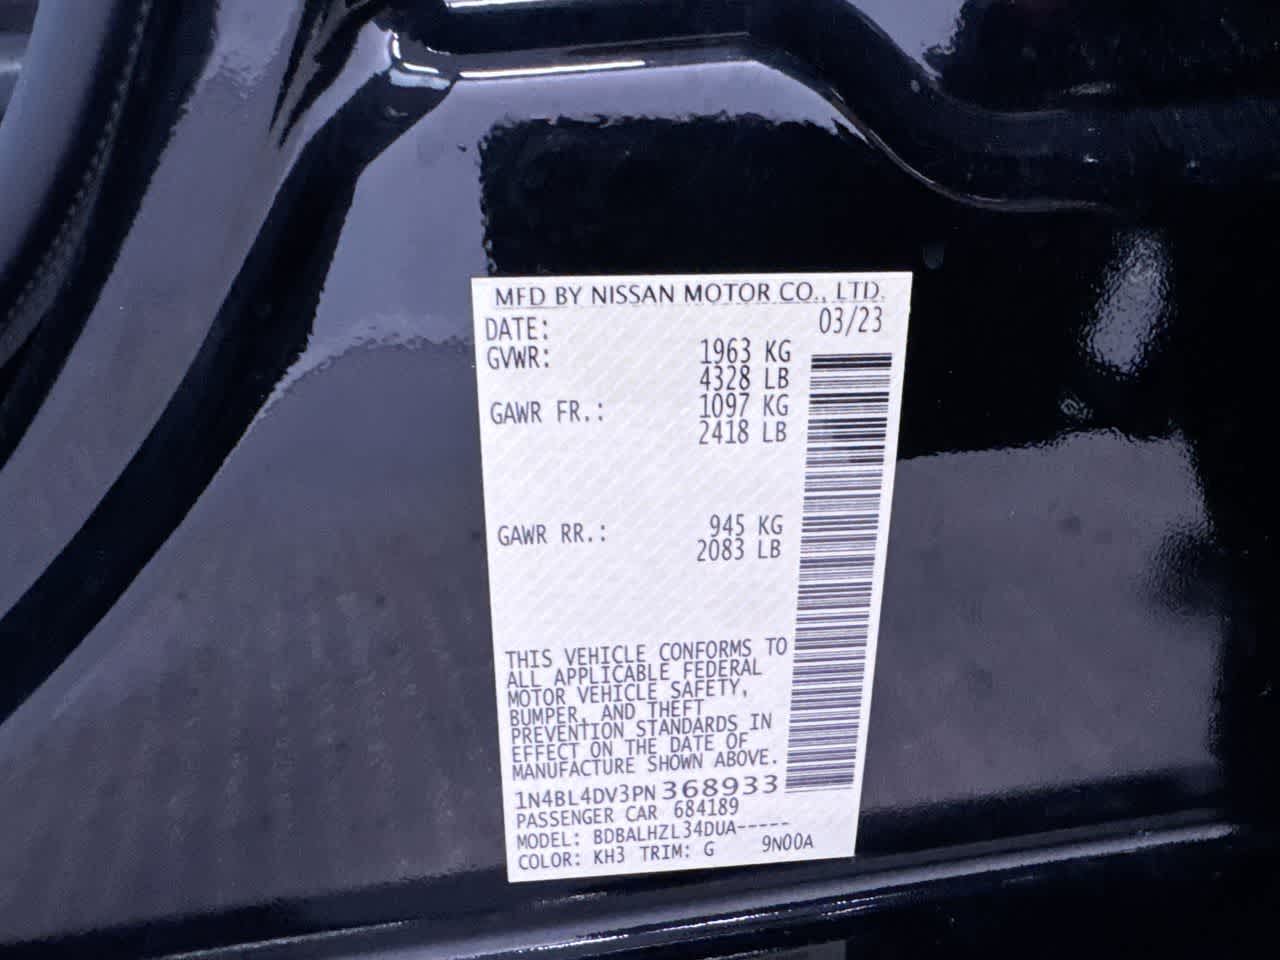 MFD BY NISSAN MOTOR CO., LTD.
DATE: 03/23
GVWR: 1963 KG
4328 LB
GAWR FR.: 1097 KG
2418 LB
GAWR RR.: 945 KG
2083 LB
THIS VEHICLE CONFORMS TO
ALL APPLICABLE FEDERAL
MOTOR VEHICLE SAFETY,
BUMPER, AND THEFT
PREVENTION STANDARDS IN
EFFECT ON THE DATE OF
MANUFACTURE SHOWN ABOVE.
1N4BL4DV3PN368933
PASSENGER CAR 684189
MODEL: BDBALHZL34DUA-----
COLOR: KH3 TRIM: G 9N00A